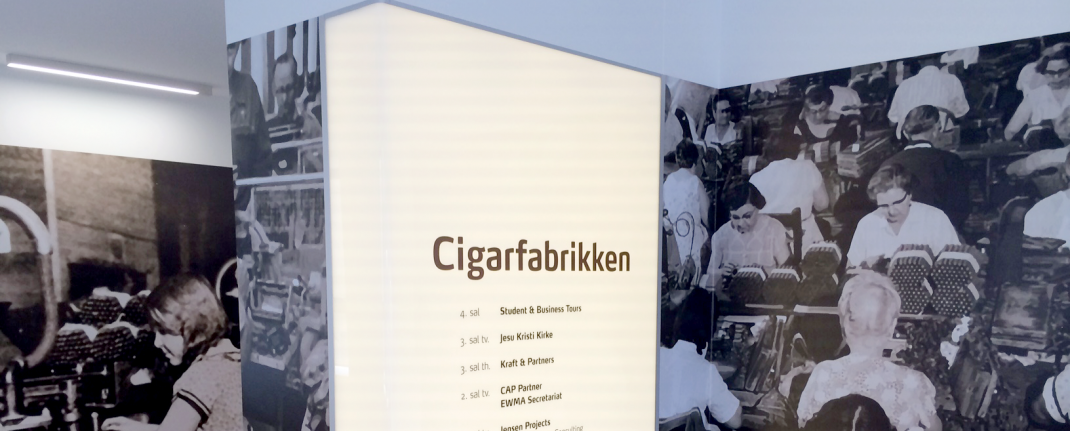 Cigarfabrikken
4. sal Student & Business Tours
3. sal tv. Jesu Kristi Kirke
3. sal th. Kraft & Partners
2. sal tv. CAP Partner
EWMA Secretariat
Jensen Projects
Consulting